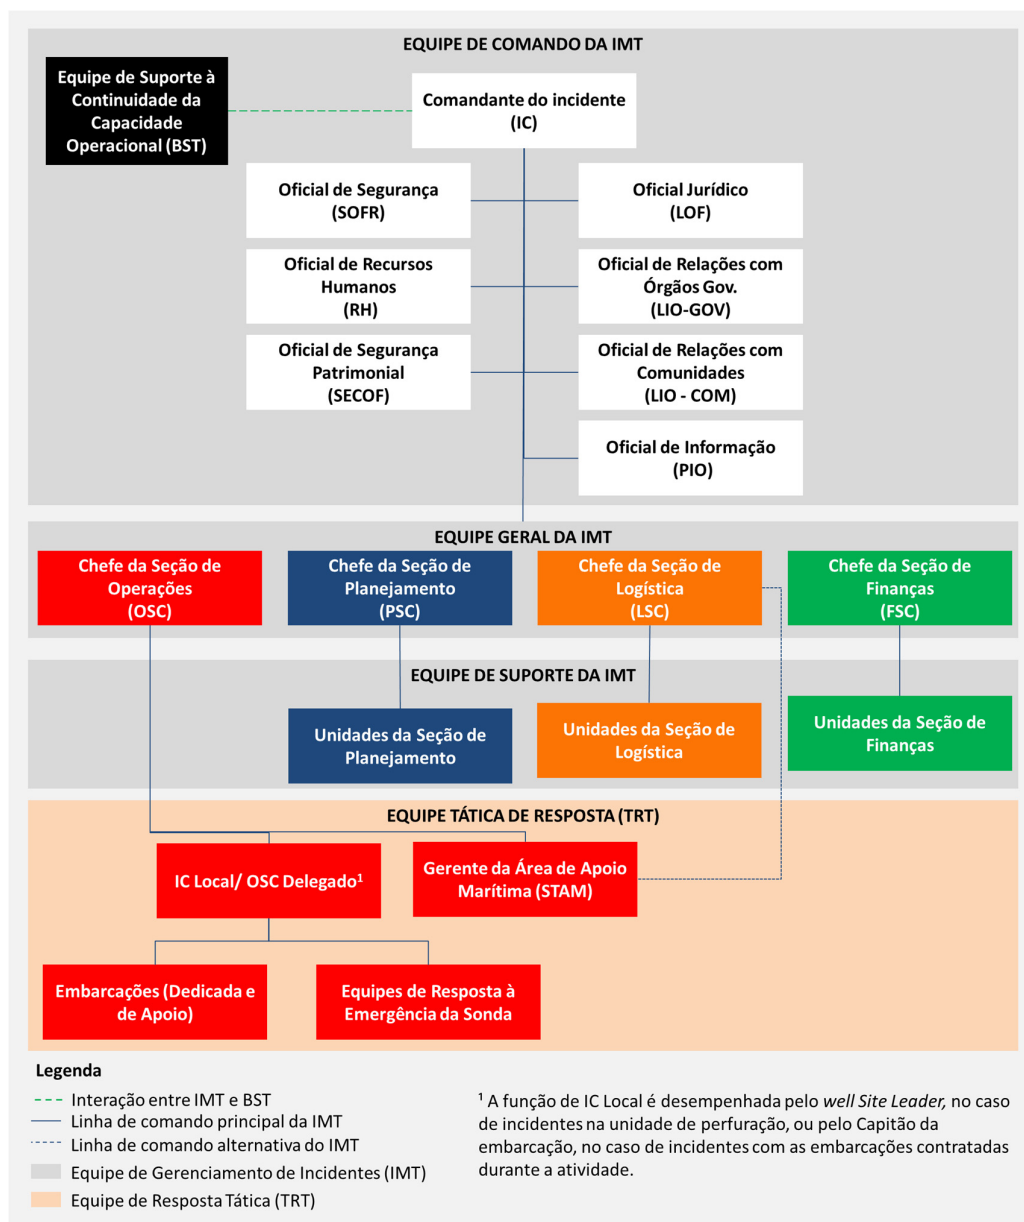 EQUIPE DE COMANDO DA IMT
Equipe de Suporte à
Continuidade da
Capacidade
Operacional (BST)
Comandante do incidente
(IC)
Oficial de Segurança
(SOFR)
Oficial Jurídico
(LOF)
Oficial de Recursos
Humanos
(RH)
Oficial de Relações com
Órgãos Gov.
(LIO-GOV)
Oficial de Segurança
Patrimonial
(SECOF)
Oficial de Relações com
Comunidades
(LIO - COM)
Oficial de Informação
(PIO)
EQUIPE GERAL DA IMT
Chefe da Seção de
Operações
(OSC)
Chefe da Seção de
Planejamento
(PSC)
Chefe da Seção de
Logística
(LSC)
Chefe da Seção de
Finanças
(FSC)
EQUIPE DE SUPORTE DA IMT
Unidades da Seção de
Planejamento
Unidades da Seção de
Logística
Unidades da Seção de
Finanças
EQUIPE TÁTICA DE RESPOSTA (TRT)
IC Local/ OSC Delegado¹
Gerente da Área de Apoio
Marítima (STAM)
Embarcações (Dedicada e
de Apoio)
Equipes de Resposta à
Emergência da Sonda
Legenda
Interação entre IMT e BST
Linha de comando principal da IMT
Linha de comando alternativa do IMT
Equipe de Gerenciamento de Incidentes (IMT)
Equipe de Resposta Tática (TRT)
¹ A função de IC Local é desempenhada pelo well Site Leader, no caso
de incidentes na unidade de perfuração, ou pelo Capitão da
embarcação, no caso de incidentes com as embarcações contratadas
durante a atividade.